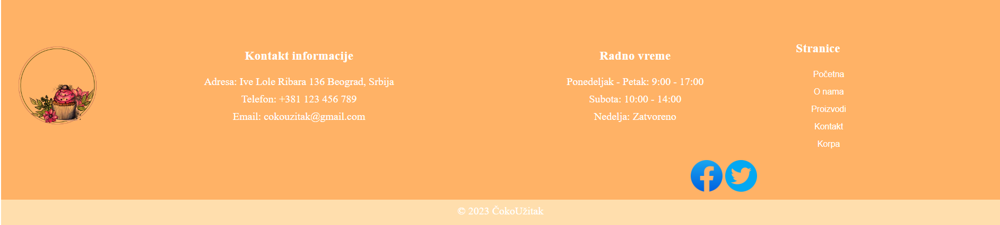 Kontakt informacije
Adresa: Ive Lole Ribara 136 Beograd, Srbija
Telefon: +381 123 456 789
Email: cokouzitak@gmail.com
Radno vreme
Ponedeljak - Petak: 9:00 - 17:00
Subota: 10:00 - 14:00
Nedelja: Zatvoreno
Stranice
Početna
O nama
Proizvodi
Kontakt
Korpa
© 2023 ČokoUžitak